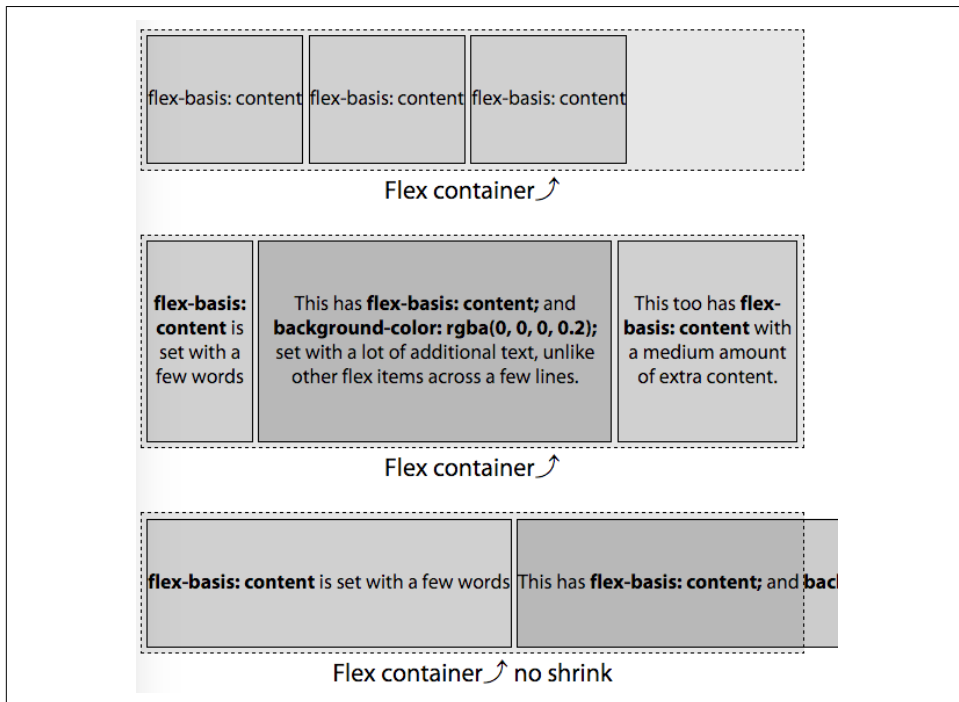 flex-basis: content flex-basis: content flex-basis: content
Flex container⤴
flex-basis:
content is
set with a
few words
This has flex-basis: content; and
background-color: rgba(0, 0, 0, 0.2);
set with a lot of additional text, unlike
other flex items across a few lines.
This too has flex-
basis: content with
a medium amount
of extra content.
Flex container⤴
flex-basis: content is set with a few words
This has flex-basis: content; and
Flex container⤴ no shrink